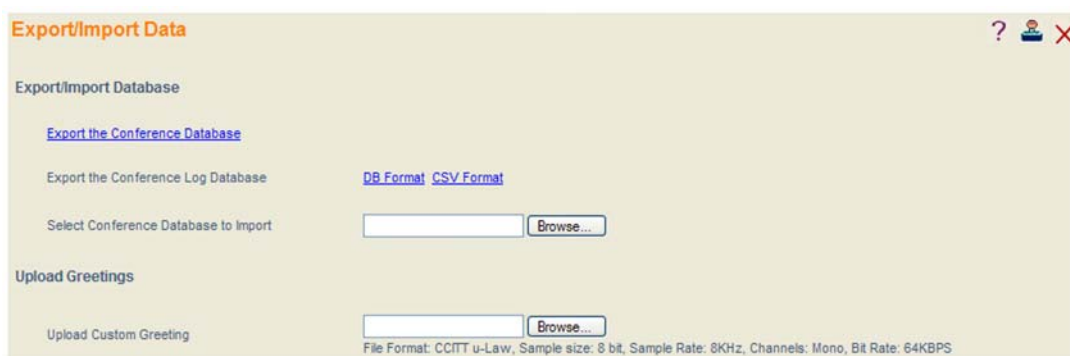 Export/Import Data ?
Export/Import Database
Export the Conference Database
Export the Conference Log Database DB Format CSV Format
Select Conference Database to Import Browse...
Upload Greetings
Upload Custom Greeting Browse...
File Format: CCITT u-Law, Sample size: 8 bit, Sample Rate: 8KHz, Channels: Mono, Bit Rate: 64KBPS